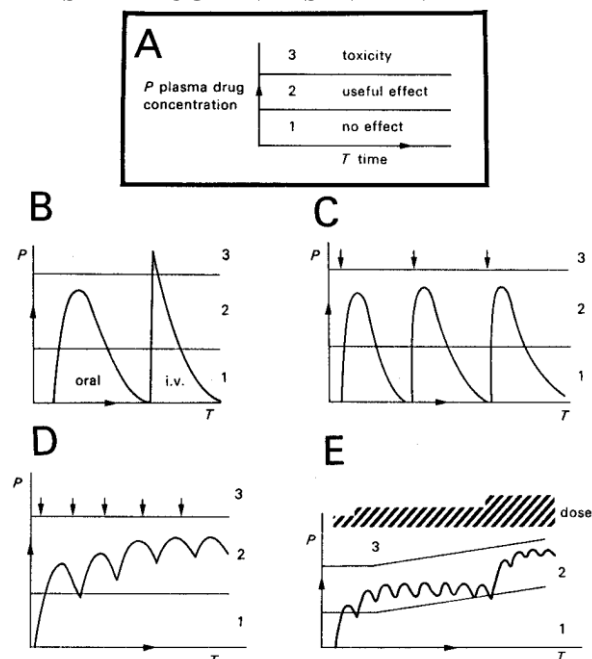 A
3 toxicity
P plasma drug
concentration
2 useful effect
1 no effect
T time
B
P
3
2
1
oral
i.v.
T
C
P
3
2
1
T
D
P
3
2
1
T
E
dose
P
3
2
1
T